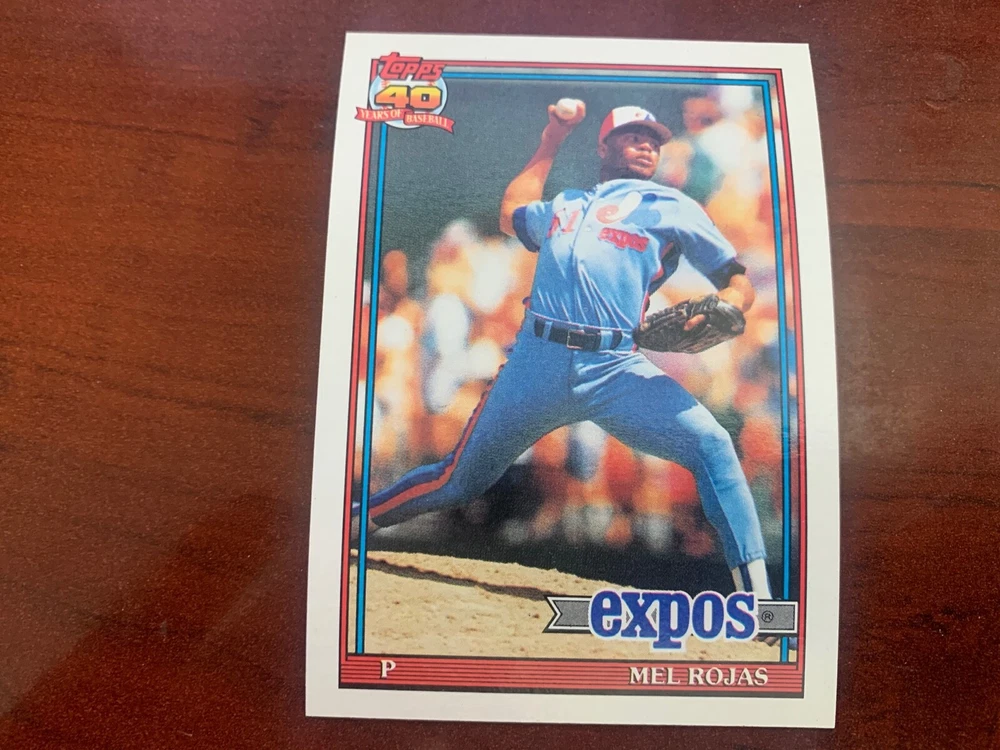 Topps
40
YEARS OF BASEBALL
expos
expos ®
P
MEL ROJAS